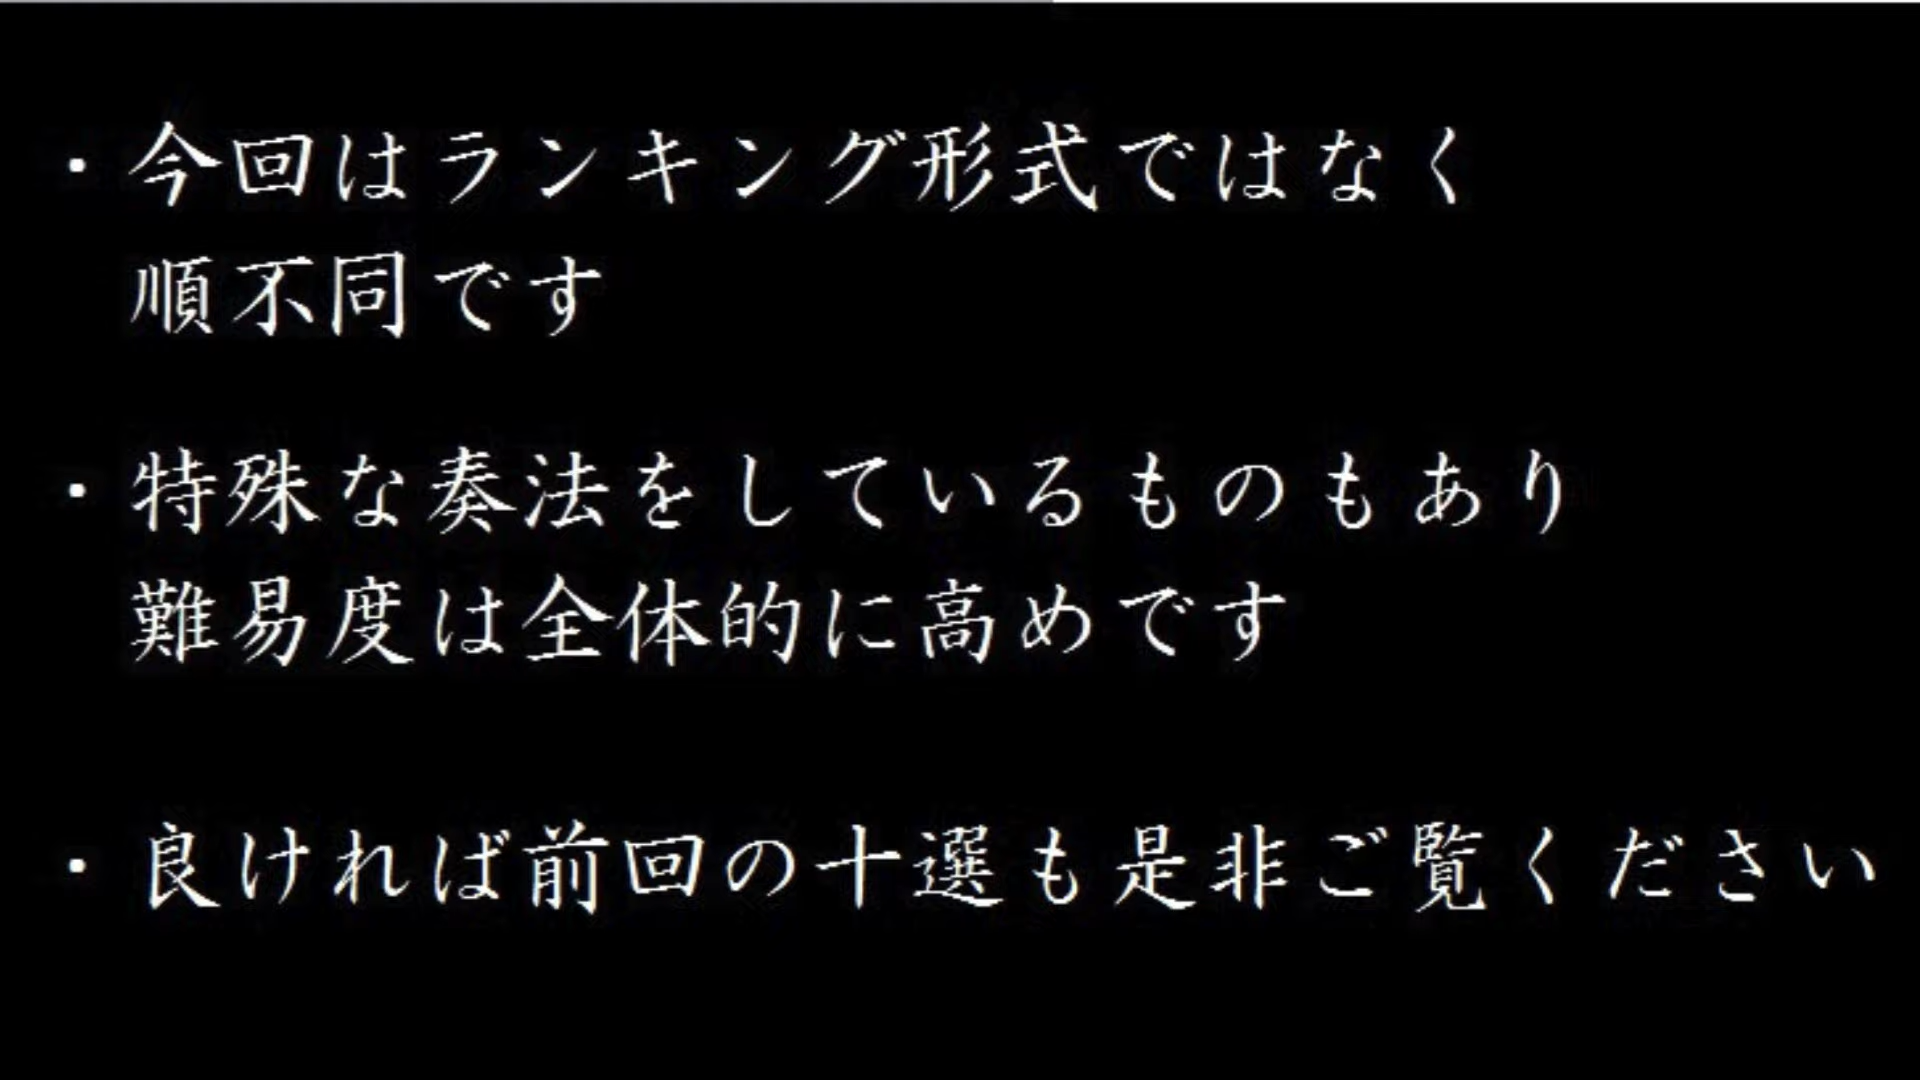 ・今回はランキング形式ではなく
順不同です
・特殊な奏法をしているものもあり
難易度は全体的に高めです
・良ければ前回の十選も是非ご覧ください